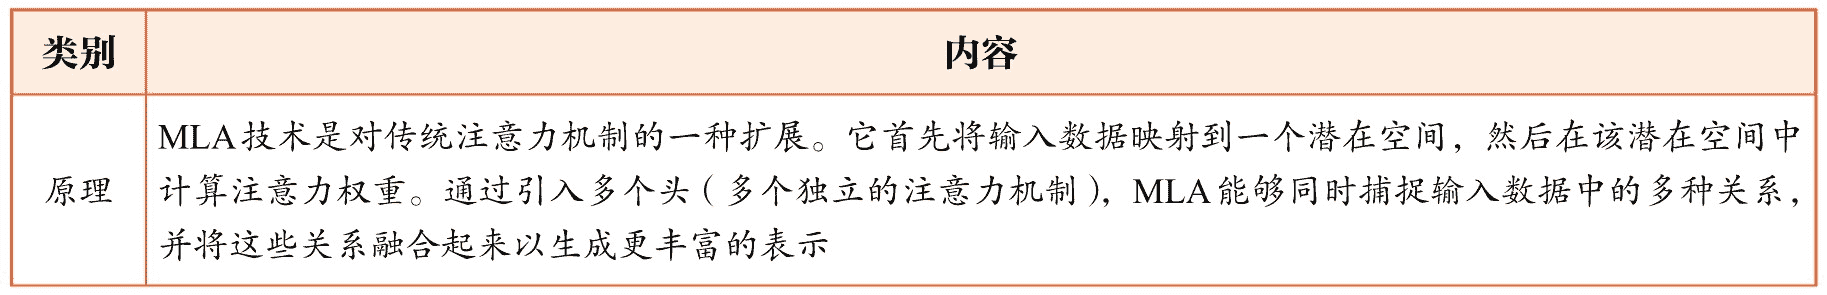 类别 内容
原理
MLA技术是对传统注意力机制的一种扩展。它首先将输入数据映射到一个潜在空间，然后在该潜在空间中
计算注意力权重。通过引入多个头（多个独立的注意力机制），MLA能够同时捕捉输入数据中的多种关系，
并将这些关系融合起来以生成更丰富的表示